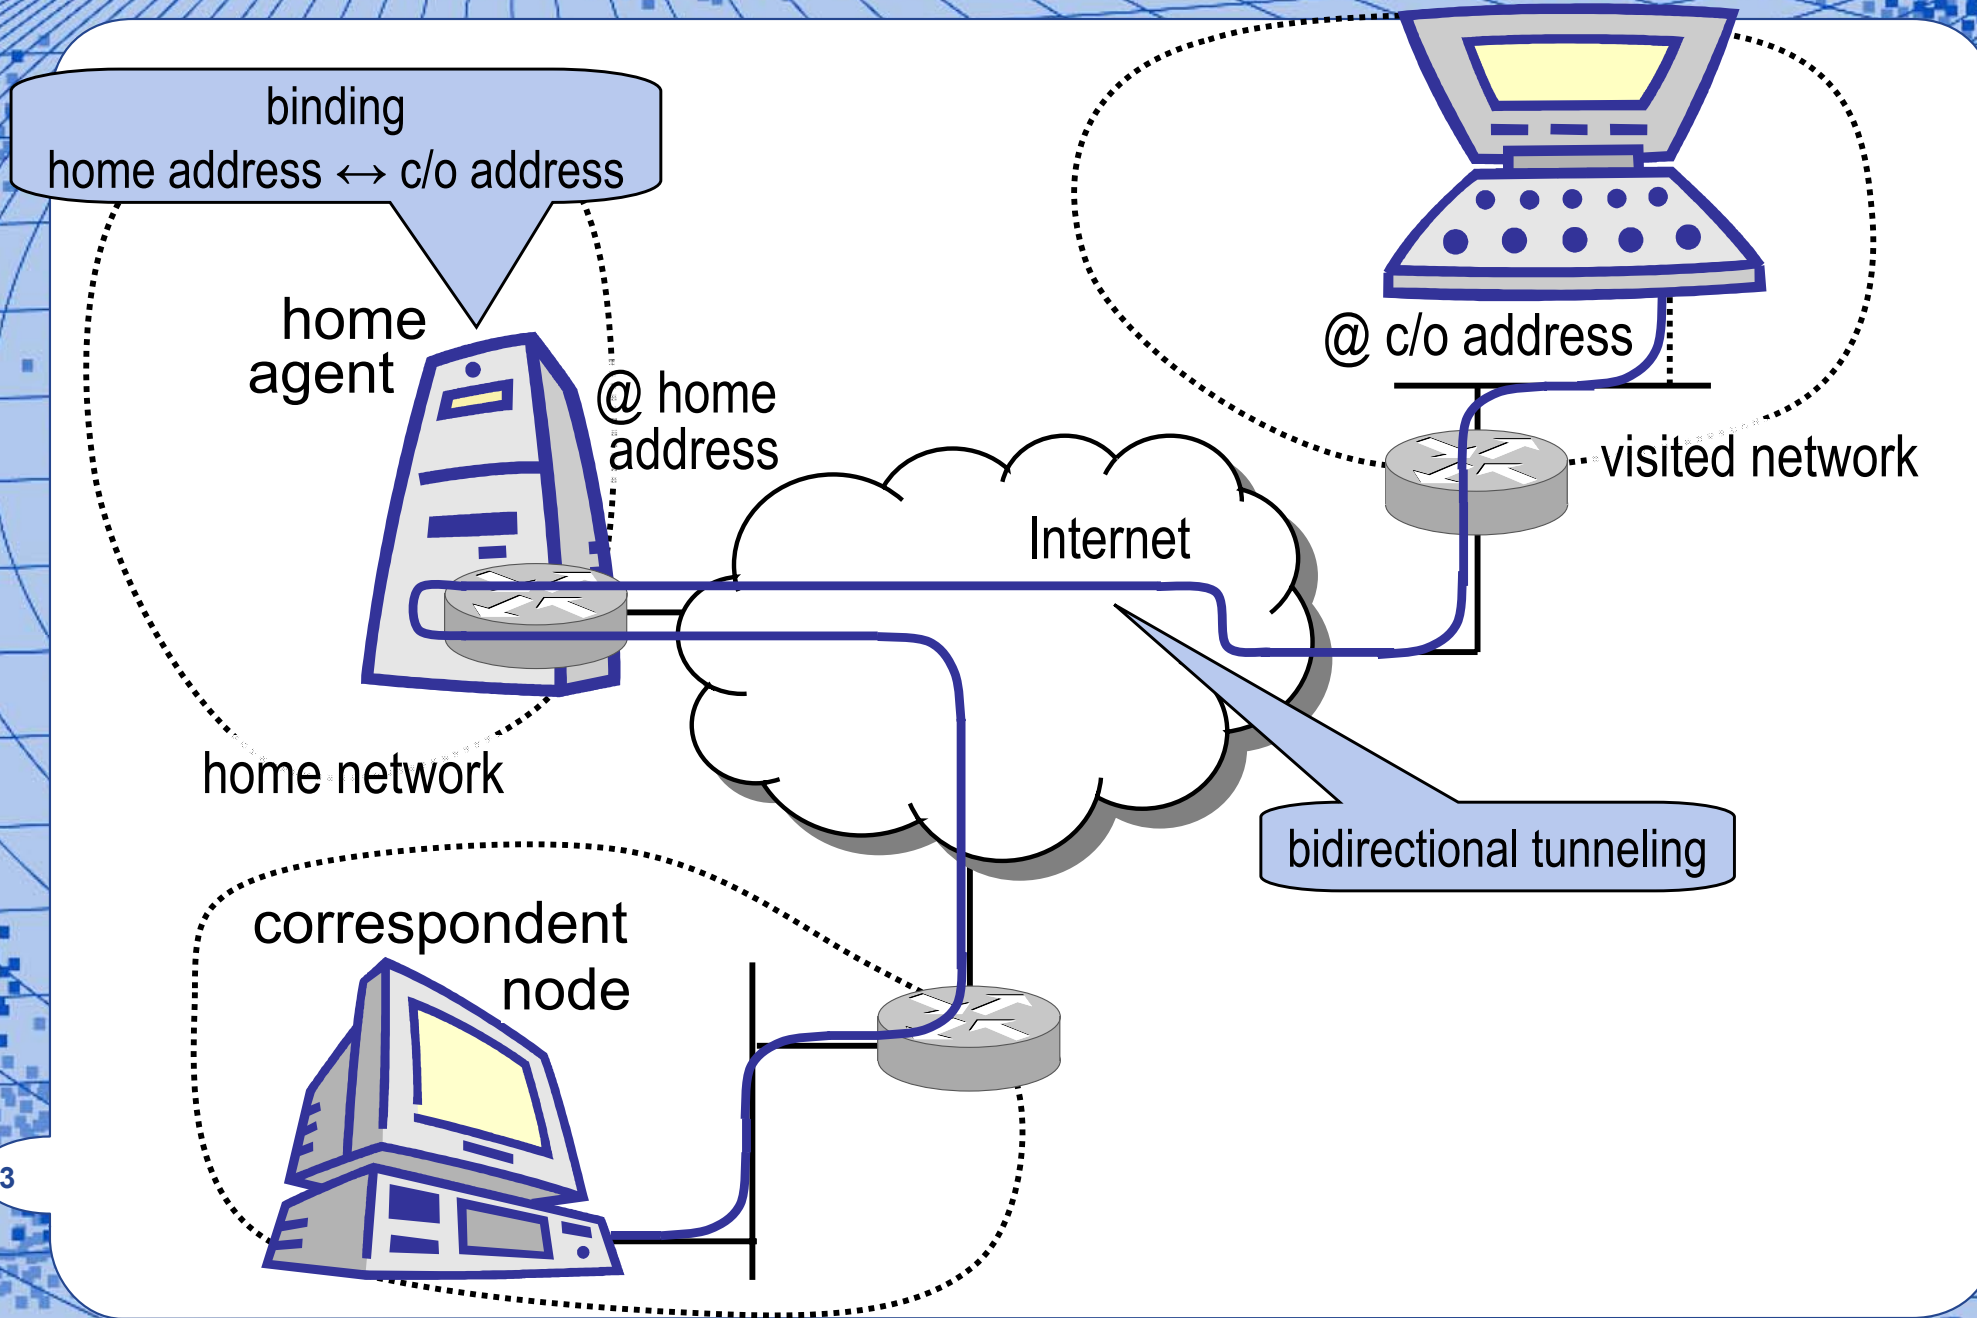 binding
home address ↔ c/o address
home
agent
@ home
address
@ c/o address
visited network
Internet
home network
bidirectional tunneling
correspondent
node
3